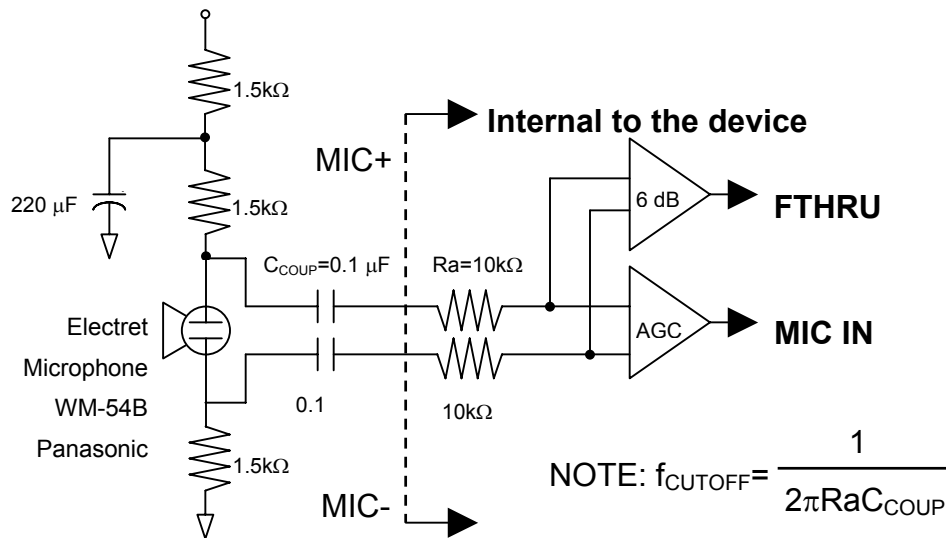 1.5kΩ
Internal to the device
MIC+
220 µF
1.5kΩ
6 dB
FTHRU
C_COUP=0.1 µF
Ra=10kΩ
Electret
Microphone
WM-54B
Panasonic
AGC
MIC IN
0.1
10kΩ
1.5kΩ
MIC-
NOTE: f_CUTOFF= 1
2πRaC_COUP